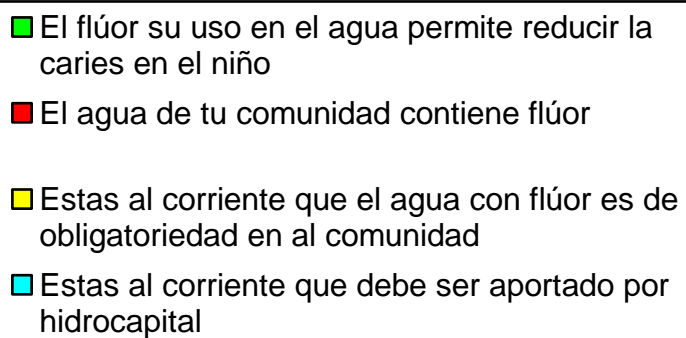 El flúor su uso en el agua permite reducir la
caries en el niño
El agua de tu comunidad contiene flúor
Estas al corriente que el agua con flúor es de
obligatoriedad en al comunidad
Estas al corriente que debe ser aportado por
hidrocapital